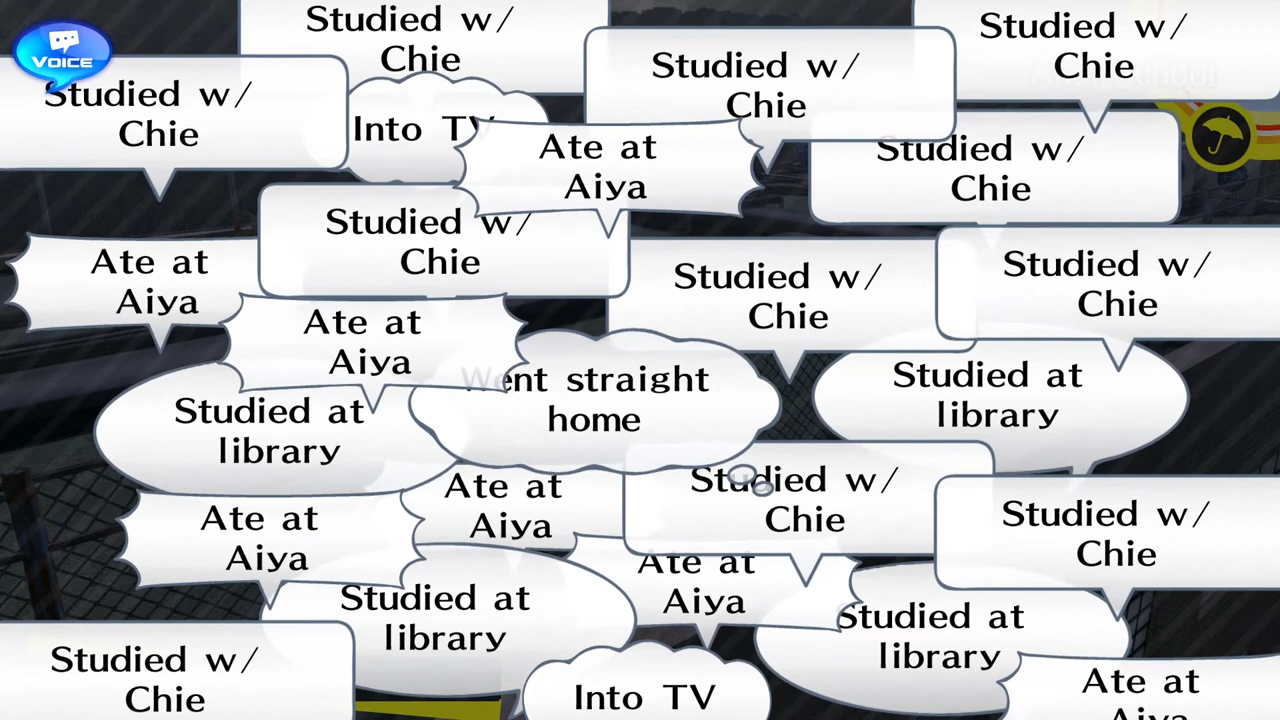 Studied w/
Chie
Studied w/
Chie
Studied w/
Chie
VOICE
Studied w/
Chie
Into TV
Ate at
Aiya
Studied w/
Chie
Studied w/
Chie
Ate at
Aiya
Studied w/
Chie
Studied w/
Chie
Ate at
Aiya
Went straight
home
Studied at
library
Studied at
library
Ate at
Aiya
Studied w/
Chie
Ate at
Aiya
Studied w/
Chie
Studied at
library
Ate at
Aiya
Studied at
library
Studied w/
Chie
Into TV
Ate at
Aiya